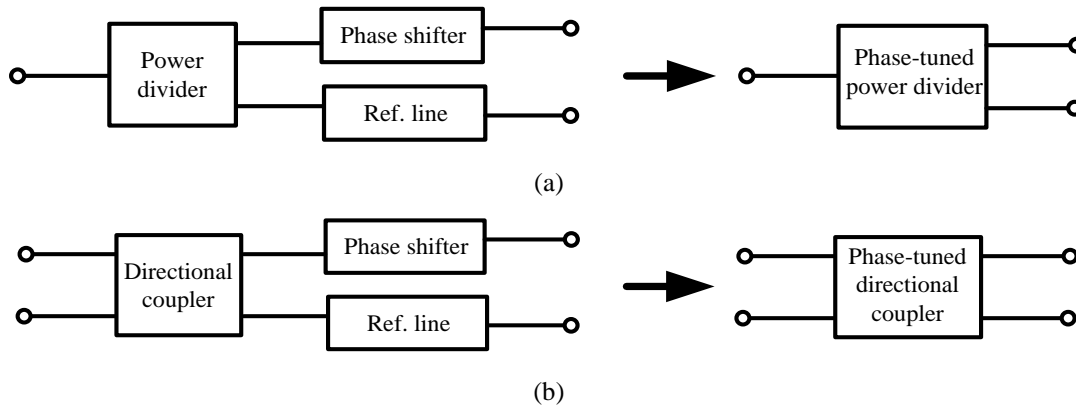 Power
divider
Phase shifter
Ref. line
Phase-tuned
power divider
(a)
Directional
coupler
Phase shifter
Ref. line
Phase-tuned
directional
coupler
(b)